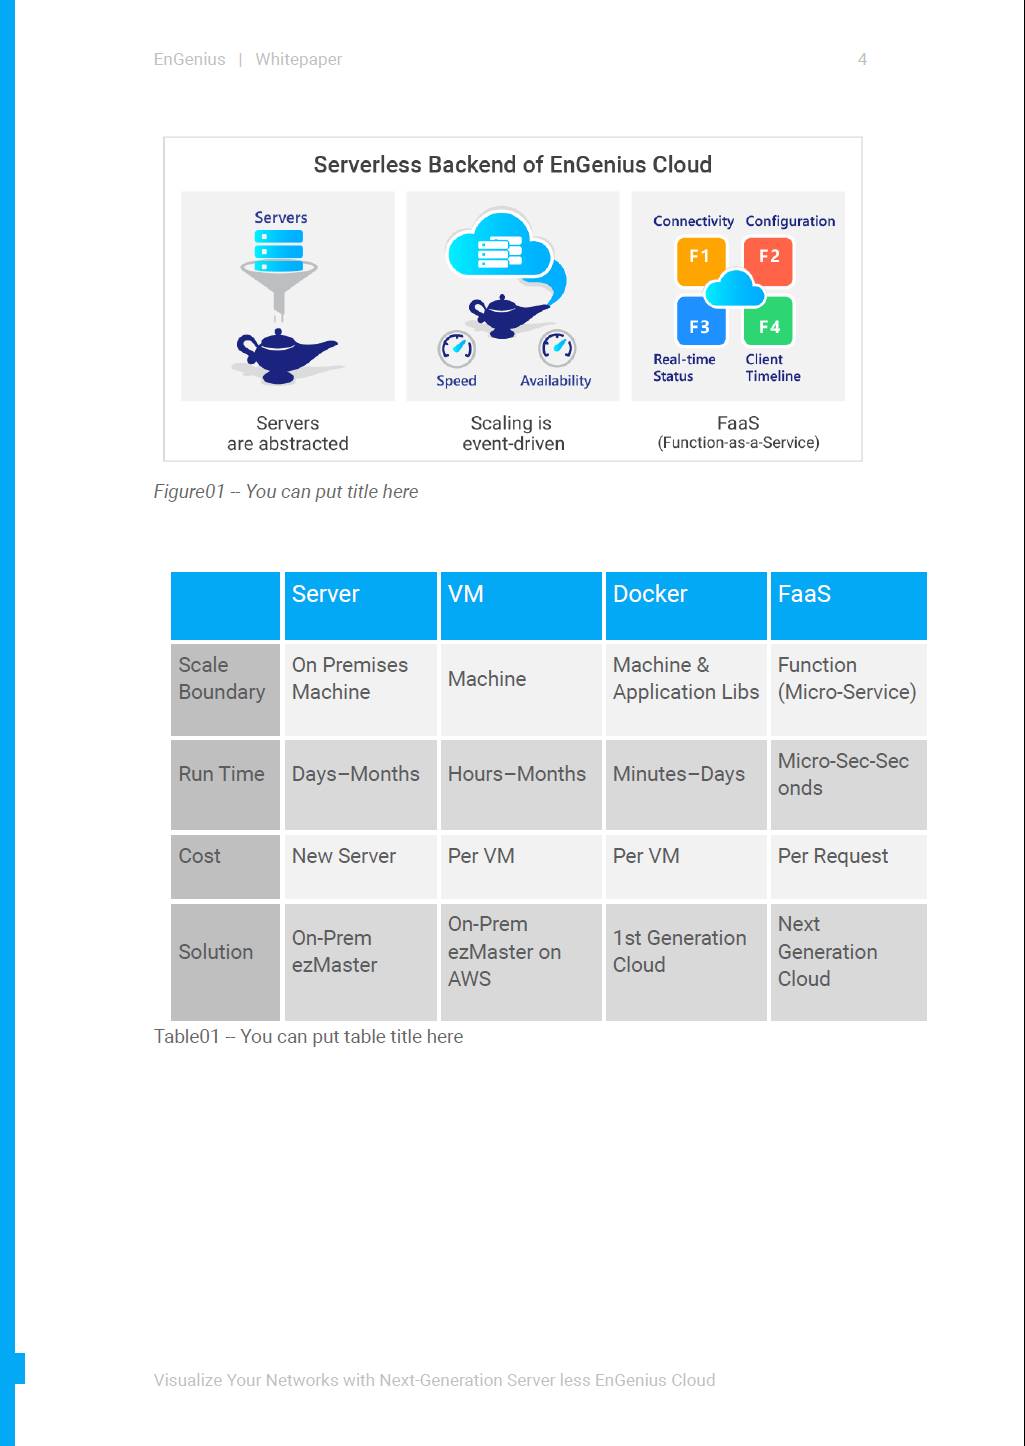 EnGenius | Whitepaper 4
Serverless Backend of EnGenius Cloud
Servers
Speed Availability
Connectivity Configuration
F1 F2
F3 F4
Real-time Client
Status Timeline
Servers
are abstracted
Scaling is
event-driven
FaaS
(Function-as-a-Service)
Figure01 – You can put title here
Server VM Docker FaaS
Scale
Boundary
On Premises
Machine
Machine
Machine &
Application Libs
Function
(Micro-Service)
Run Time
Days–Months
Hours–Months
Minutes–Days
Micro-Sec-Sec
onds
Cost
New Server
Per VM
Per VM
Per Request
Solution
On-Prem
ezMaster
On-Prem
ezMaster on
AWS
1st Generation
Cloud
Next
Generation
Cloud
Table01 – You can put table title here
Visualize Your Networks with Next-Generation Server less EnGenius Cloud